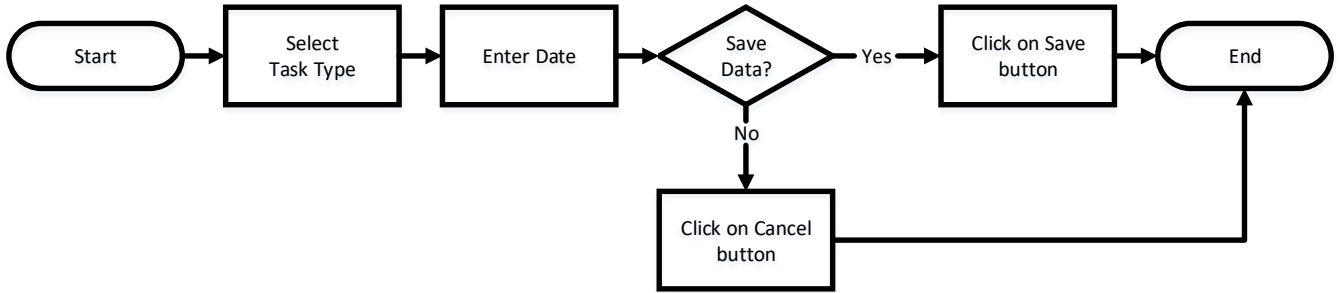 Start
Select
Task Type
Enter Date
Save
Data?
Yes
Click on Save
button
End
No
Click on Cancel
button